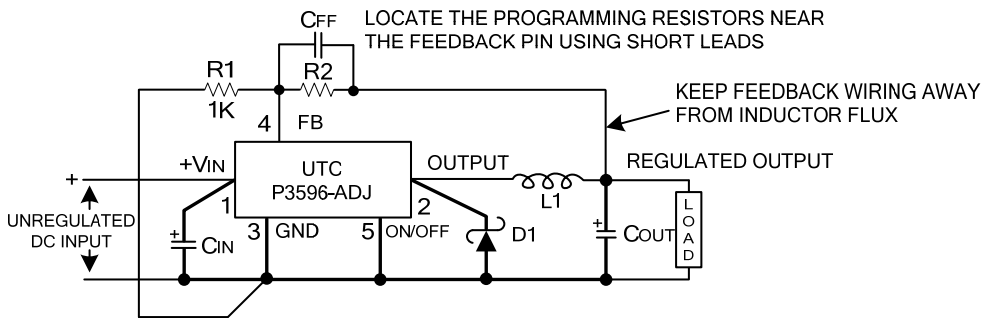 CFF
LOCATE THE PROGRAMMING RESISTORS NEAR
THE FEEDBACK PIN USING SHORT LEADS
R1
1K
R2
KEEP FEEDBACK WIRING AWAY
FROM INDUCTOR FLUX
4
FB
+VIN
UTC
P3596-ADJ
OUTPUT
REGULATED OUTPUT
+
UNREGULATED
DC INPUT
1
3
GND
5
ON/OFF
2
L1
+
CIN
D1
+
COUT
LOAD